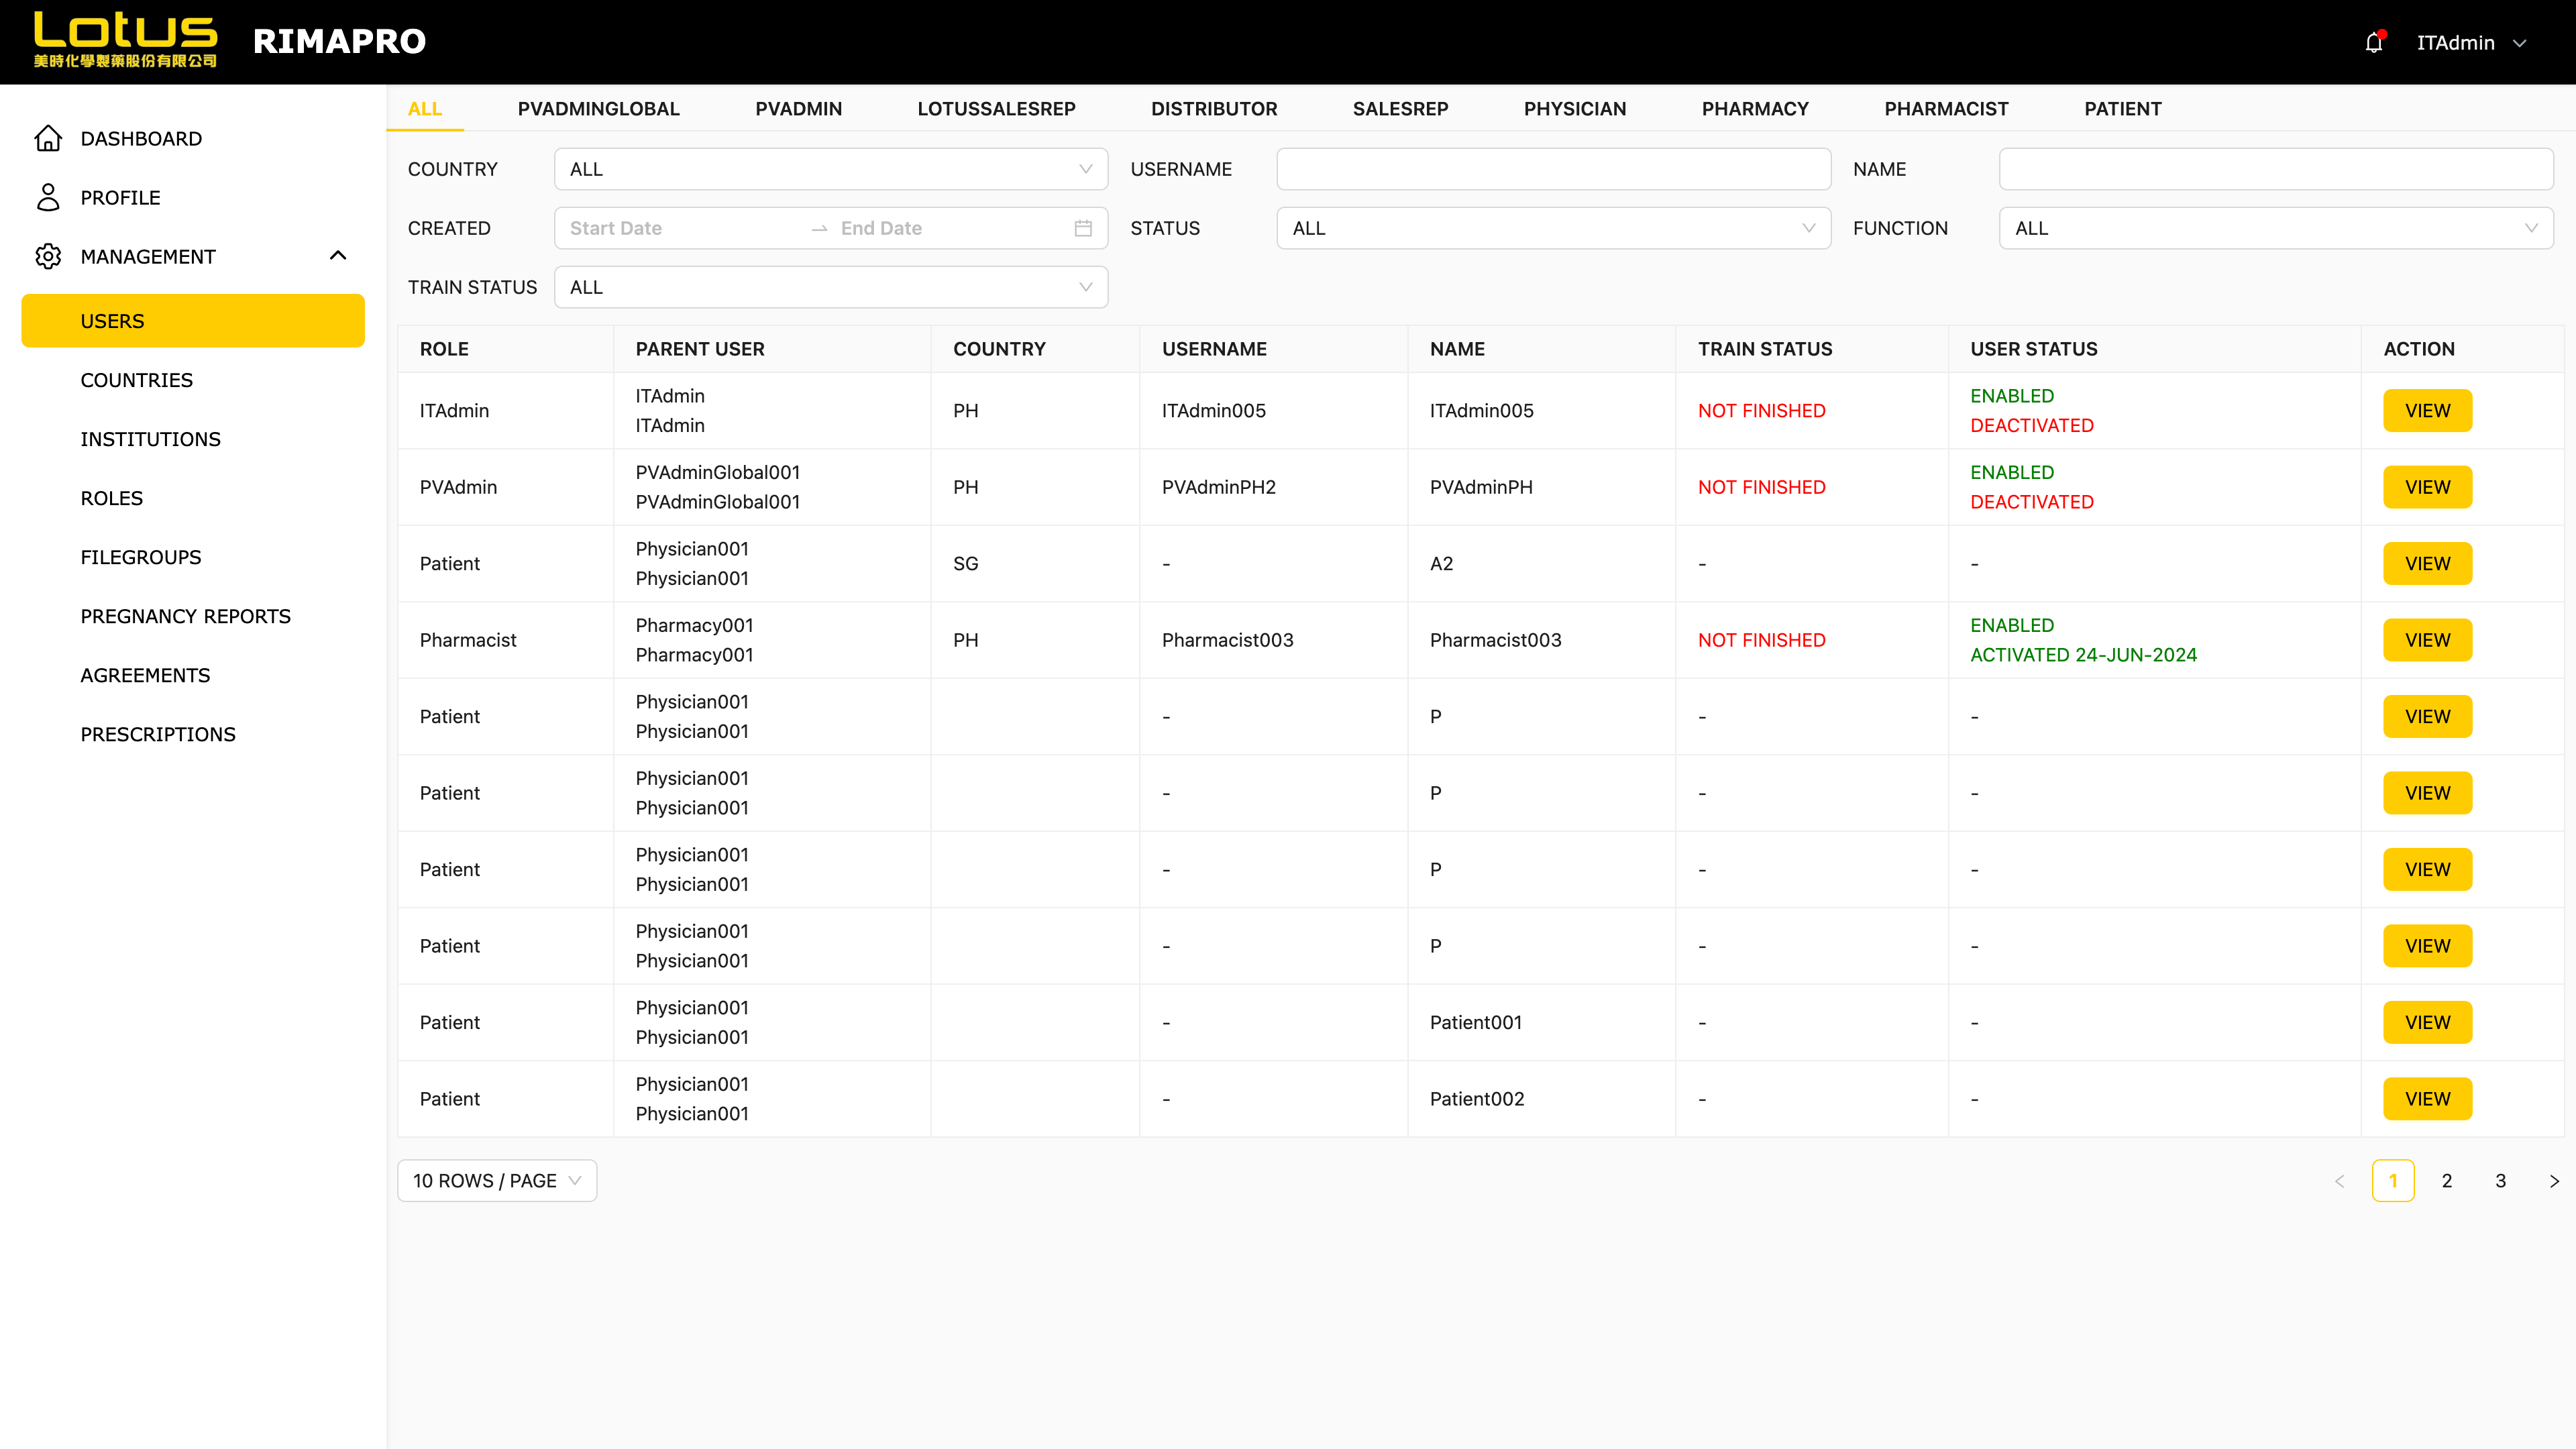 Lotus
美時化學製藥股份有限公司
RIMAPRO
ITAdmin
DASHBOARD
PROFILE
MANAGEMENT
USERS
COUNTRIES
INSTITUTIONS
ROLES
FILEGROUPS
PREGNANCY REPORTS
AGREEMENTS
PRESCRIPTIONS
ALL PVADMINGLOBAL PVADMIN LOTUSSALESREP DISTRIBUTOR SALESREP PHYSICIAN PHARMACY PHARMACIST PATIENT
COUNTRY ALL USERNAME NAME
CREATED Start Date → End Date STATUS ALL FUNCTION ALL
TRAIN STATUS ALL
ROLE PARENT USER COUNTRY USERNAME NAME TRAIN STATUS USER STATUS ACTION
ITAdmin ITAdmin ITAdmin PH ITAdmin005 ITAdmin005 NOT FINISHED ENABLED DEACTIVATED VIEW
PVAdmin PVAdminGlobal001 PVAdminGlobal001 PH PVAdminPH2 PVAdminPH NOT FINISHED ENABLED DEACTIVATED VIEW
Patient Physician001 Physician001 SG - A2 - - VIEW
Pharmacist Pharmacy001 Pharmacy001 PH Pharmacist003 Pharmacist003 NOT FINISHED ENABLED ACTIVATED 24-JUN-2024 VIEW
Patient Physician001 Physician001 - P - - VIEW
Patient Physician001 Physician001 - P - - VIEW
Patient Physician001 Physician001 - P - - VIEW
Patient Physician001 Physician001 - P - - VIEW
Patient Physician001 Physician001 - Patient001 - - VIEW
Patient Physician001 Physician001 - Patient002 - - VIEW
10 ROWS / PAGE < 1 2 3 >